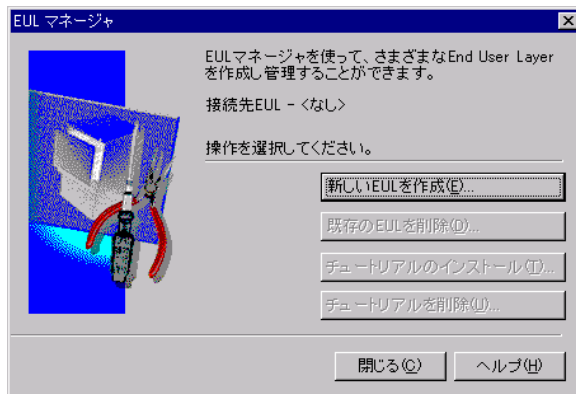 EUL マネージャ
EULマネージャを使って、さまざまなEnd User Layer
を作成し管理することができます。
接続先EUL - <なし>
操作を選択してください。
新しいEULを作成(E)...
既存のEULを削除(D)...
チュートリアルのインストール(T)...
チュートリアルを削除(U)...
閉じる(C)
ヘルプ(H)